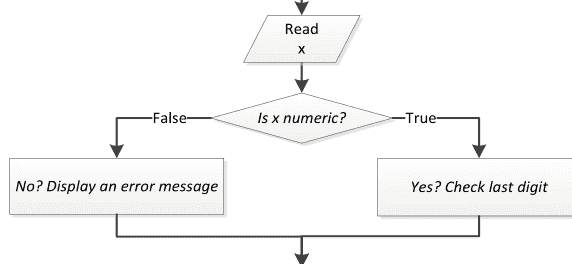 Read
x
Is x numeric?
False
True
No? Display an error message
Yes? Check last digit